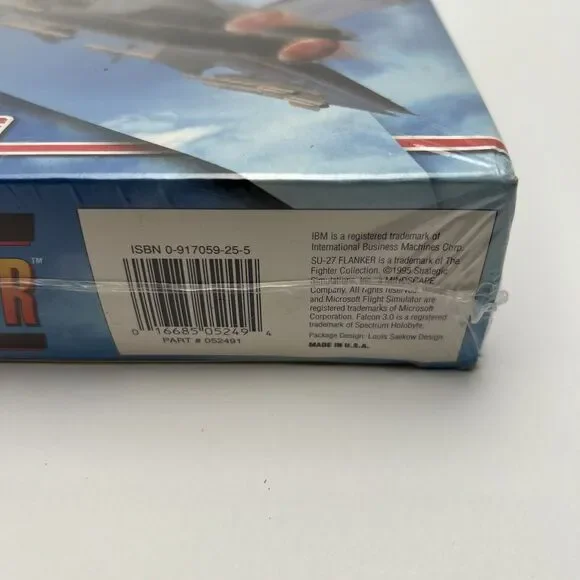 R™
ISBN 0-917059-25-5
0 16685 05249 4
PART # 052491
IBM is a registered trademark of
International Business Machines Corp.
SU-27 FLANKER is a trademark of The
Fighter Collection. ©1995 Strategic
Simulations, Inc., a MINDSCAPE
Company. All rights reserved.
and Microsoft Flight Simulator are
registered trademarks of Microsoft
Corporation. Falcon 3.0 is a registered
trademark of Spectrum Holobyte.
Package Design: Louis Saekow Design
MADE IN U.S.A.